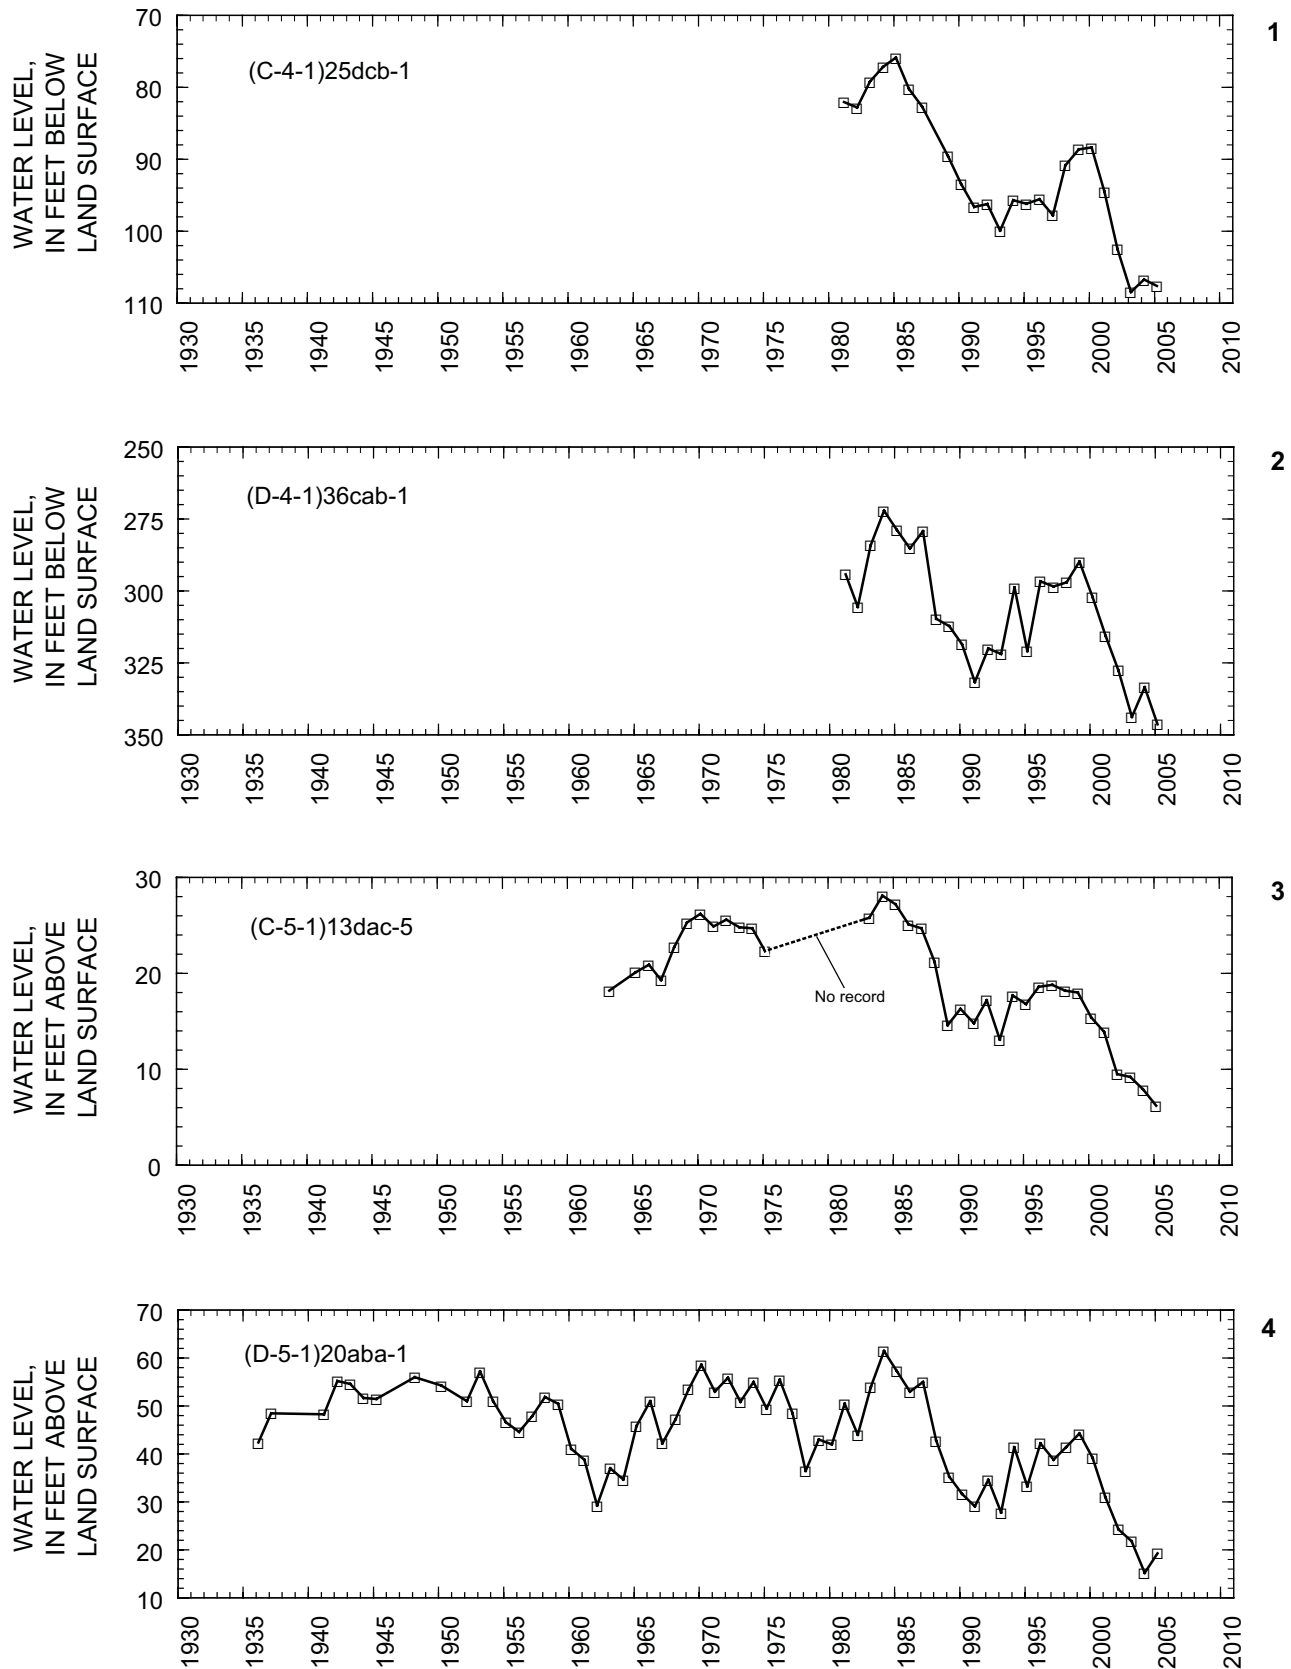 1
WATER LEVEL,
IN FEET BELOW
LAND SURFACE
70
80
90
100
110
(C-4-1)25dcb-1
1930 1935 1940 1945 1950 1955 1960 1965 1970 1975 1980 1985 1990 1995 2000 2005 2010
2
WATER LEVEL,
IN FEET BELOW
LAND SURFACE
250
275
300
325
350
(D-4-1)36cab-1
1930 1935 1940 1945 1950 1955 1960 1965 1970 1975 1980 1985 1990 1995 2000 2005 2010
3
WATER LEVEL,
IN FEET ABOVE
LAND SURFACE
30
20
10
0
(C-5-1)13dac-5
No record
1930 1935 1940 1945 1950 1955 1960 1965 1970 1975 1980 1985 1990 1995 2000 2005 2010
4
WATER LEVEL,
IN FEET ABOVE
LAND SURFACE
70
60
50
40
30
20
10
(D-5-1)20aba-1
1930 1935 1940 1945 1950 1955 1960 1965 1970 1975 1980 1985 1990 1995 2000 2005 2010